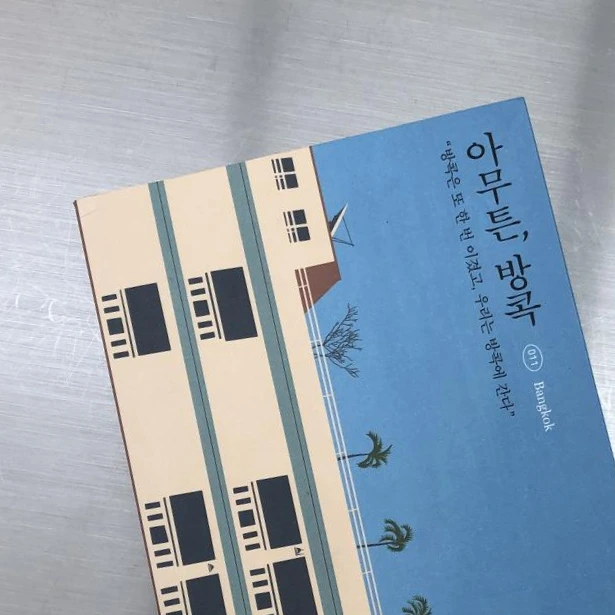 아무튼, 방콕
011
Bangkok
"방콕은 또 한 번 이겼고, 우리는 방콕에 간다"